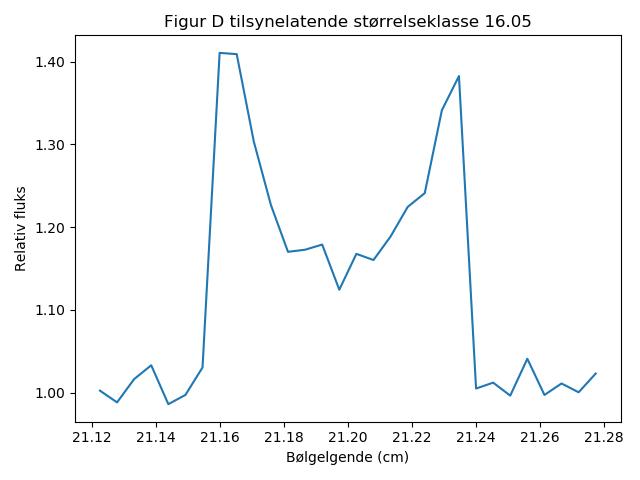 Figur D tilsynelatende størrelseklasse 16.05
1.40
1.30
1.20
1.10
1.00
Relativ fluks
21.12 21.14 21.16 21.18 21.20 21.22 21.24 21.26 21.28
Bølgelgende (cm)